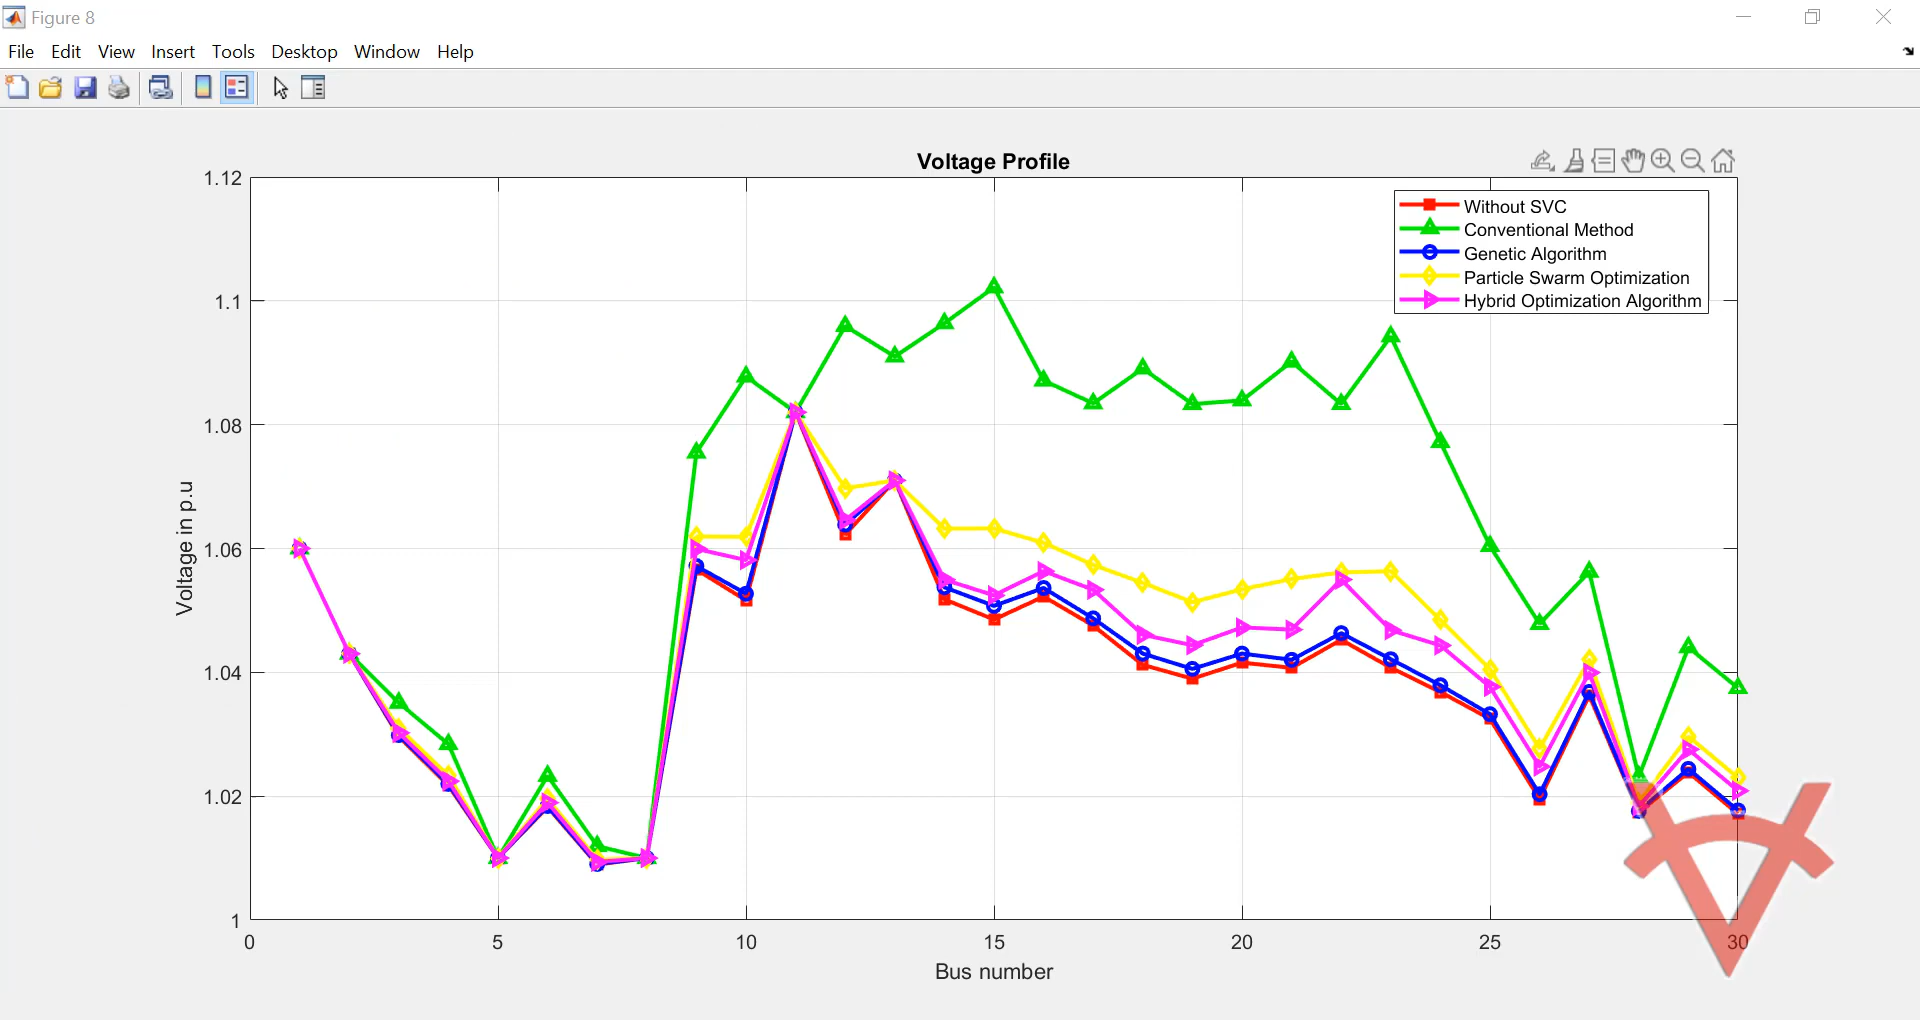 Figure 8
File Edit View Insert Tools Desktop Window Help
Voltage Profile
1.12
1.1
1.08
1.06
1.04
1.02
1
Voltage in p.u
Without SVC
Conventional Method
Genetic Algorithm
Particle Swarm Optimization
Hybrid Optimization Algorithm
0 5 10 15 20 25 30
Bus number